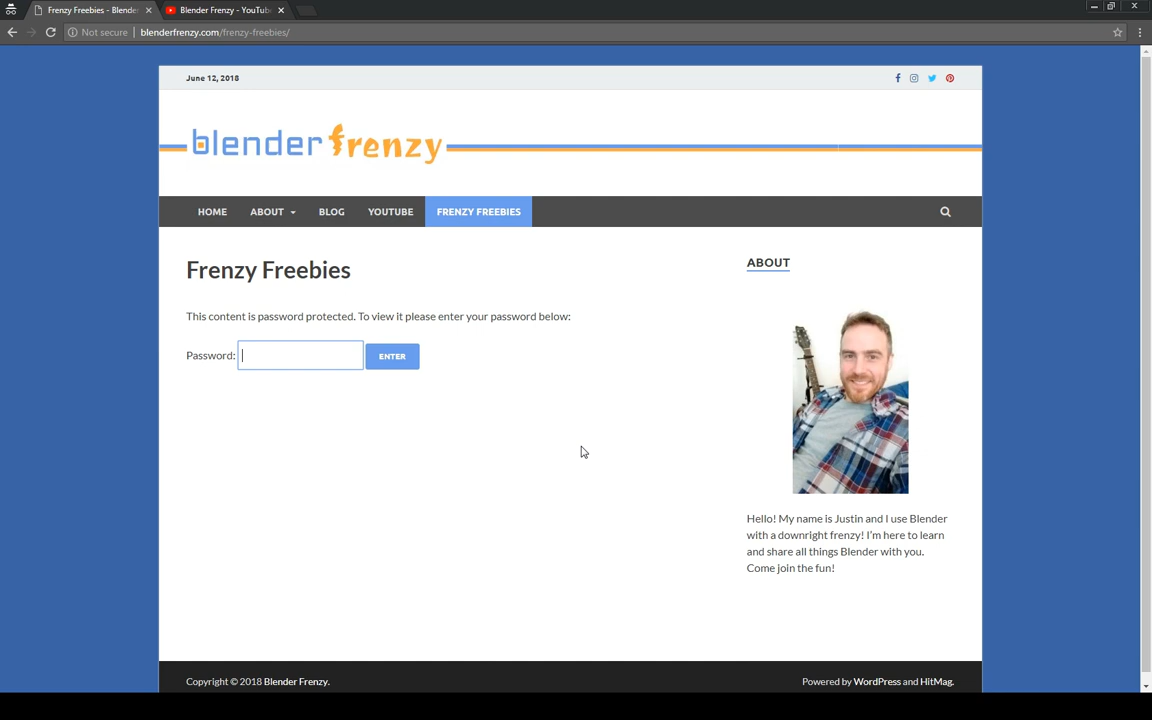 Frenzy Freebies - Blende
Blender Frenzy - YouTub
Not secure | blenderfrenzy.com/frenzy-freebies/
June 12, 2018
blender frenzy
HOME ABOUT BLOG YOUTUBE FRENZY FREEBIES
Frenzy Freebies
This content is password protected. To view it please enter your password below:
Password:
ENTER
ABOUT
Hello! My name is Justin and I use Blender
with a downright frenzy! I'm here to learn
and share all things Blender with you.
Come join the fun!
Copyright © 2018 Blender Frenzy.
Powered by WordPress and HitMag.